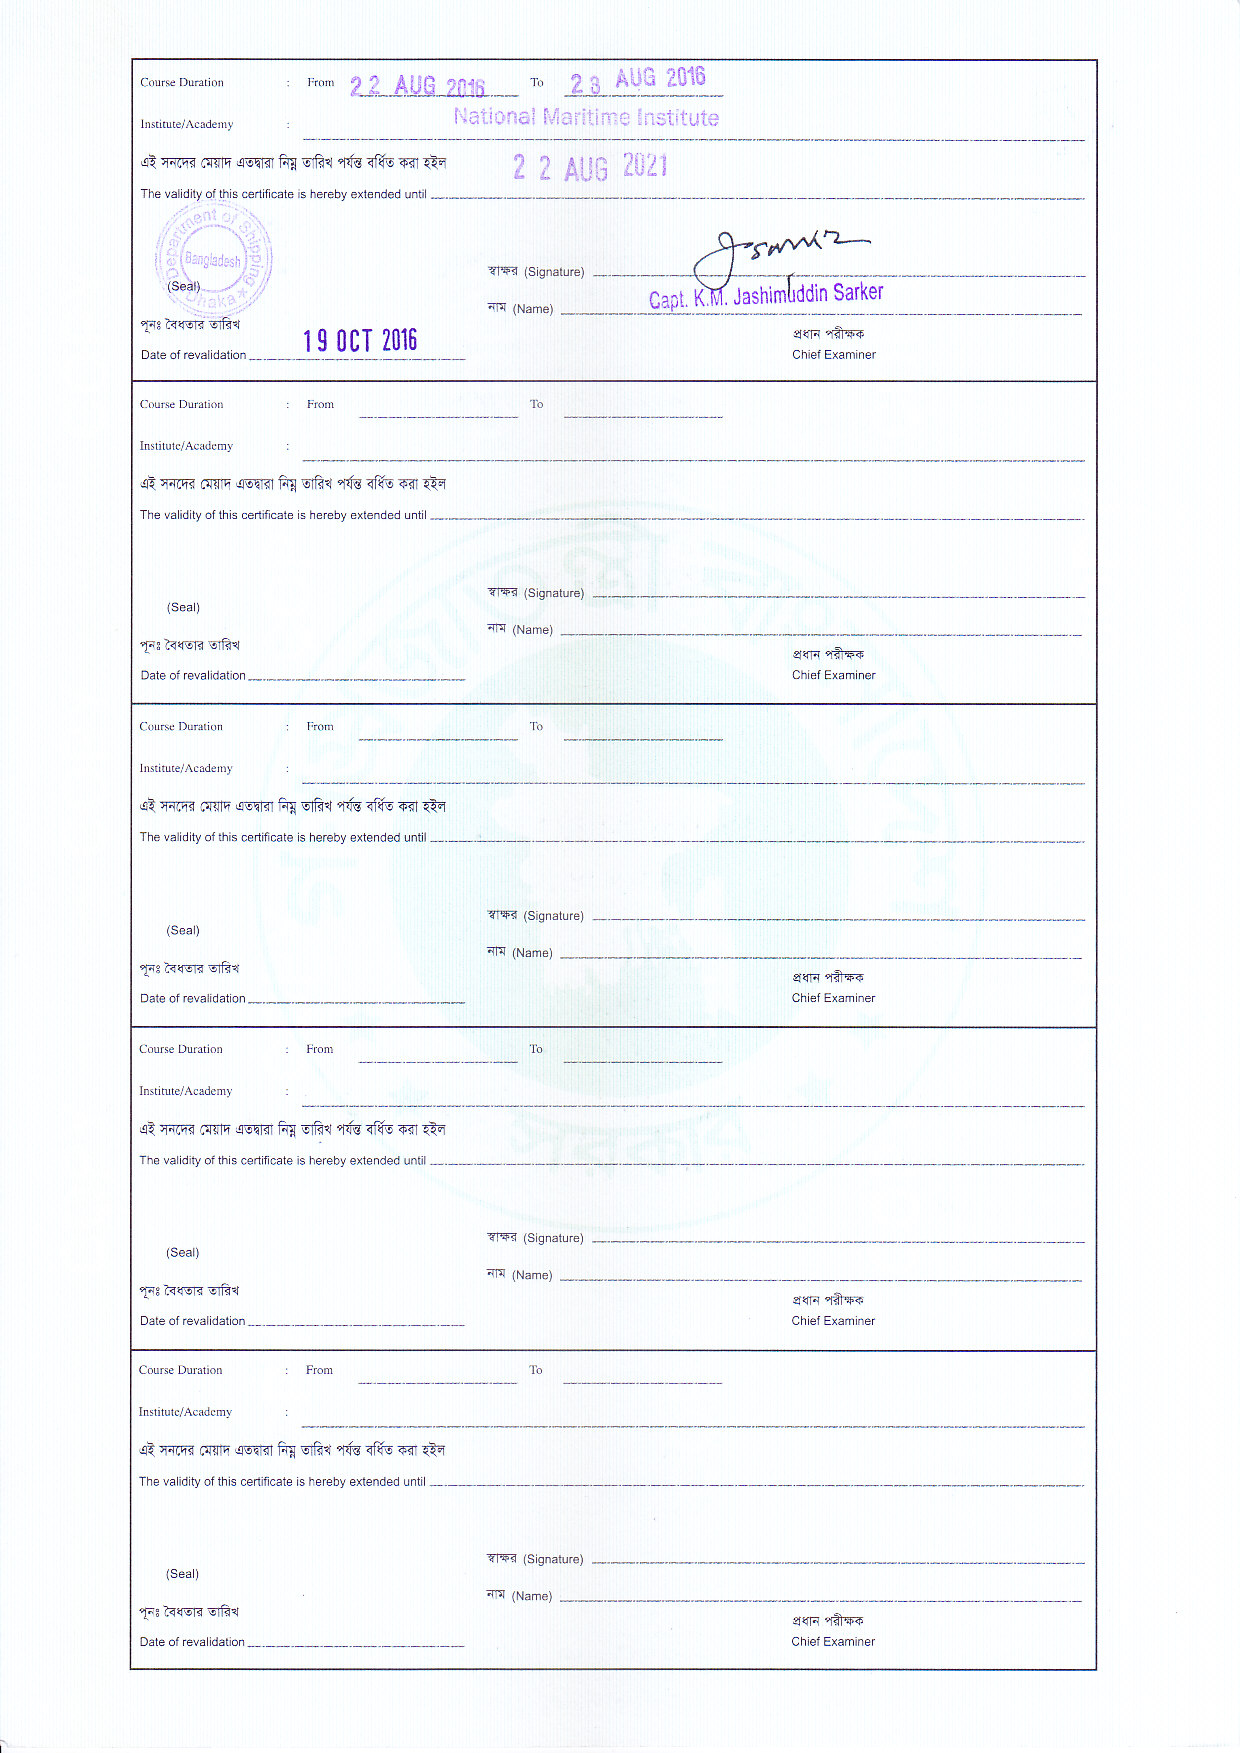 Course Duration : From 22 AUG 2016 To 23 AUG 2016
Institute/Academy : National Maritime Institute
এই সনদের মেয়াদ এতদ্বারা নিম্ন তারিখ পর্যন্ত বর্ধিত করা হইল
The validity of this certificate is hereby extended until 22 AUG 2021
Department of Shipping
Bangladesh
Dhaka
(Seal)
স্বাক্ষর (Signature)
নাম (Name) Capt. K.M. Jashimuddin Sarker
পূনঃ বৈধতার তারিখ
Date of revalidation 19 OCT 2016
প্রধান পরীক্ষক
Chief Examiner
Course Duration : From To
Institute/Academy :
এই সনদের মেয়াদ এতদ্বারা নিম্ন তারিখ পর্যন্ত বর্ধিত করা হইল
The validity of this certificate is hereby extended until
স্বাক্ষর (Signature)
(Seal)
নাম (Name)
পূনঃ বৈধতার তারিখ
প্রধান পরীক্ষক
Date of revalidation
Chief Examiner
Course Duration : From To
Institute/Academy :
এই সনদের মেয়াদ এতদ্বারা নিম্ন তারিখ পর্যন্ত বর্ধিত করা হইল
The validity of this certificate is hereby extended until
স্বাক্ষর (Signature)
(Seal)
নাম (Name)
পূনঃ বৈধতার তারিখ
প্রধান পরীক্ষক
Date of revalidation
Chief Examiner
Course Duration : From To
Institute/Academy :
এই সনদের মেয়াদ এতদ্বারা নিম্ন তারিখ পর্যন্ত বর্ধিত করা হইল
The validity of this certificate is hereby extended until
স্বাক্ষর (Signature)
(Seal)
নাম (Name)
পূনঃ বৈধতার তারিখ
প্রধান পরীক্ষক
Date of revalidation
Chief Examiner
Course Duration : From To
Institute/Academy :
এই সনদের মেয়াদ এতদ্বারা নিম্ন তারিখ পর্যন্ত বর্ধিত করা হইল
The validity of this certificate is hereby extended until
স্বাক্ষর (Signature)
(Seal)
নাম (Name)
পূনঃ বৈধতার তারিখ
প্রধান পরীক্ষক
Date of revalidation
Chief Examiner